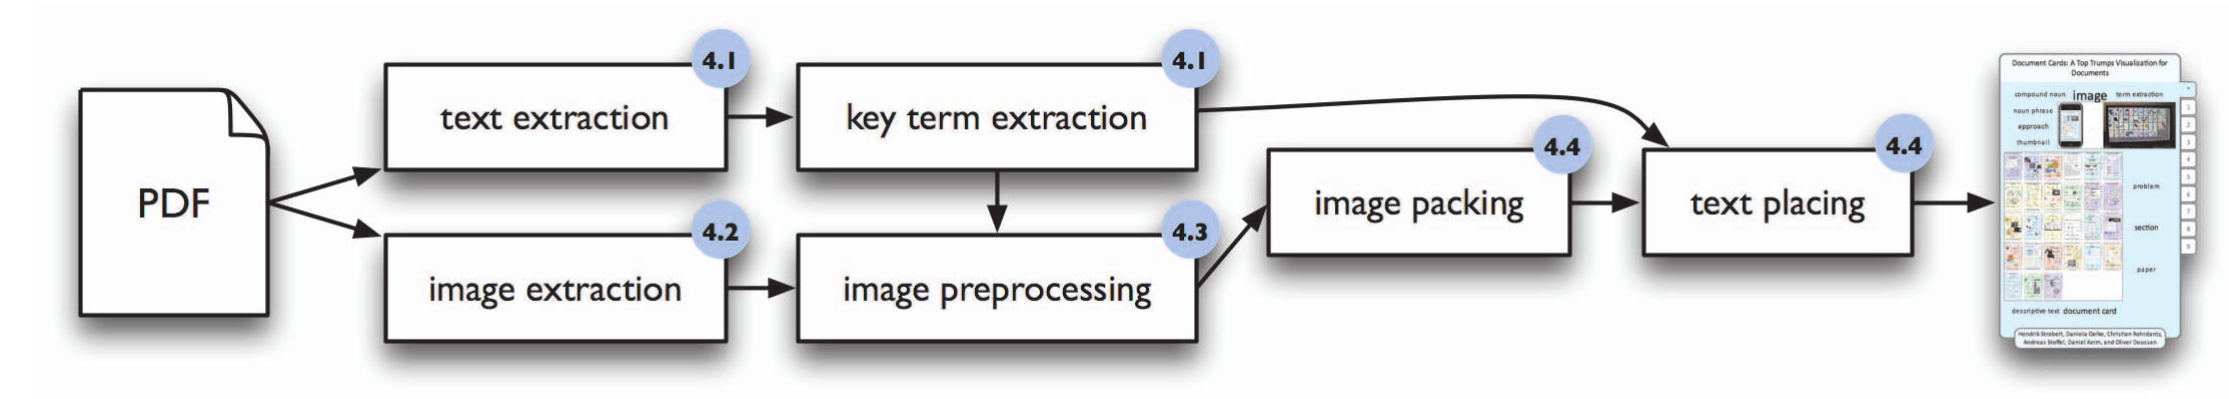 PDF
4.1
text extraction
4.1
key term extraction
4.2
image extraction
4.3
image preprocessing
4.4
image packing
4.4
text placing
Document Cards: A Top Trumps Visualization for
Documents
compound noun image term extraction
noun phrase
approach
thumbnail
problem
section
paper
descriptive text document card
Hendrik Strobelt, Daniela Oelke, Christian Rohrdantz,
Andreas Stoffel, Daniel Keim, and Oliver Deussen
1
2
3
4
5
6
7
8
9